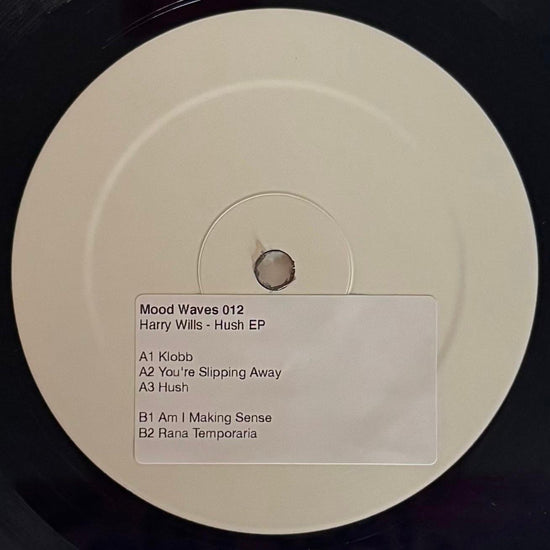 Mood Waves 012
Harry Wills - Hush EP
A1 Klobb
A2 You're Slipping Away
A3 Hush
B1 Am I Making Sense
B2 Rana Temporaria